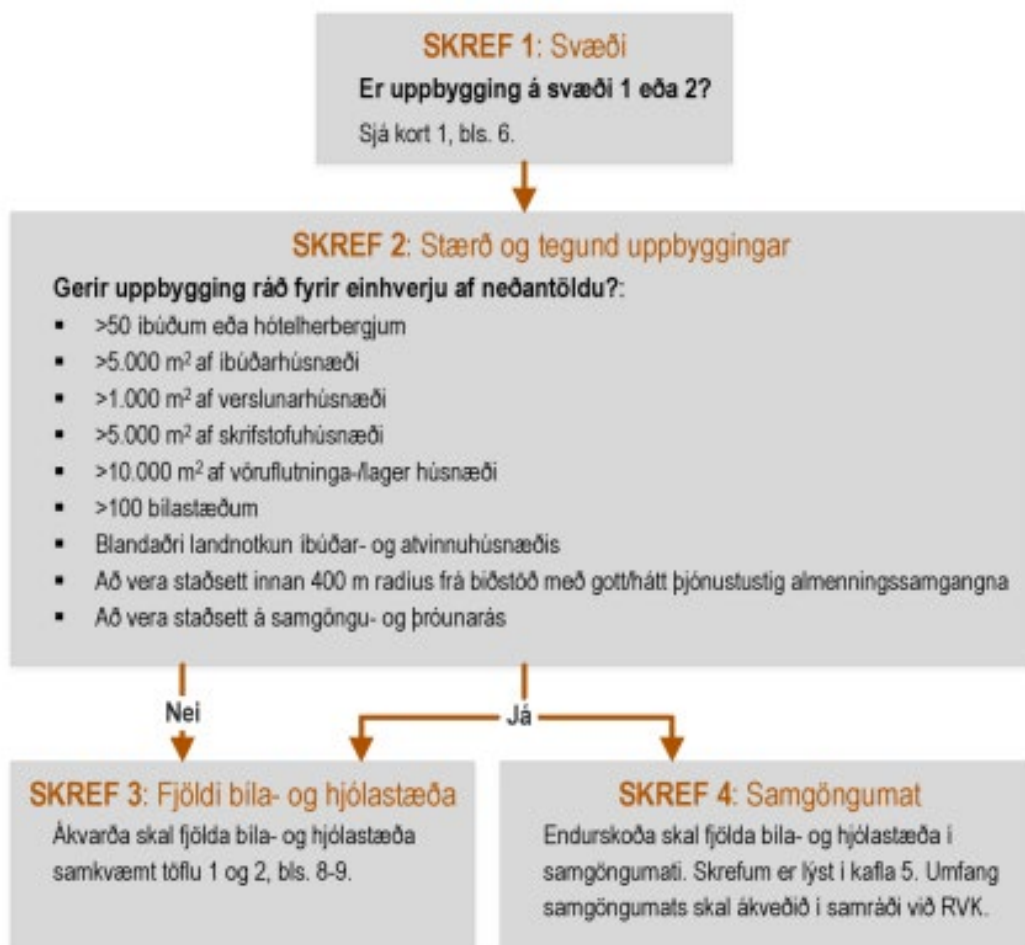 SKREF 1: Svæði
Er uppbygging á svæði 1 eða 2?
Sjá kort 1, bls. 6.
SKREF 2: Stærð og tegund uppbyggingar
Gerir uppbygging ráð fyrir einhverju af neðantöldu?:
▪ >50 íbúðum eða hótelherbergjum
▪ >5.000 m² af íbúðarhúsnæði
▪ >1.000 m² af verslunarhúsnæði
▪ >5.000 m² af skrifstofuhúsnæði
▪ >10.000 m² af vöruflutninga-/lager húsnæði
▪ >100 bílastæðum
▪ Blandaðri landnotkun íbúðar- og atvinnuhúsnæðis
▪ Að vera staðsett innan 400 m radíus frá biðstöð með gott/hátt þjónustustig almenningssamgangna
▪ Að vera staðsett á samgöngu- og þróunarás
Nei
Já
SKREF 3: Fjöldi bíla- og hjólastæða
Ákvarða skal fjölda bíla- og hjólastæða
samkvæmt töflu 1 og 2, bls. 8-9.
SKREF 4: Samgöngumat
Endurskoða skal fjölda bíla- og hjólastæða í
samgöngumati. Skrefum er lýst í kafla 5. Umfang
samgöngumats skal ákveðið í samráði við RVK.